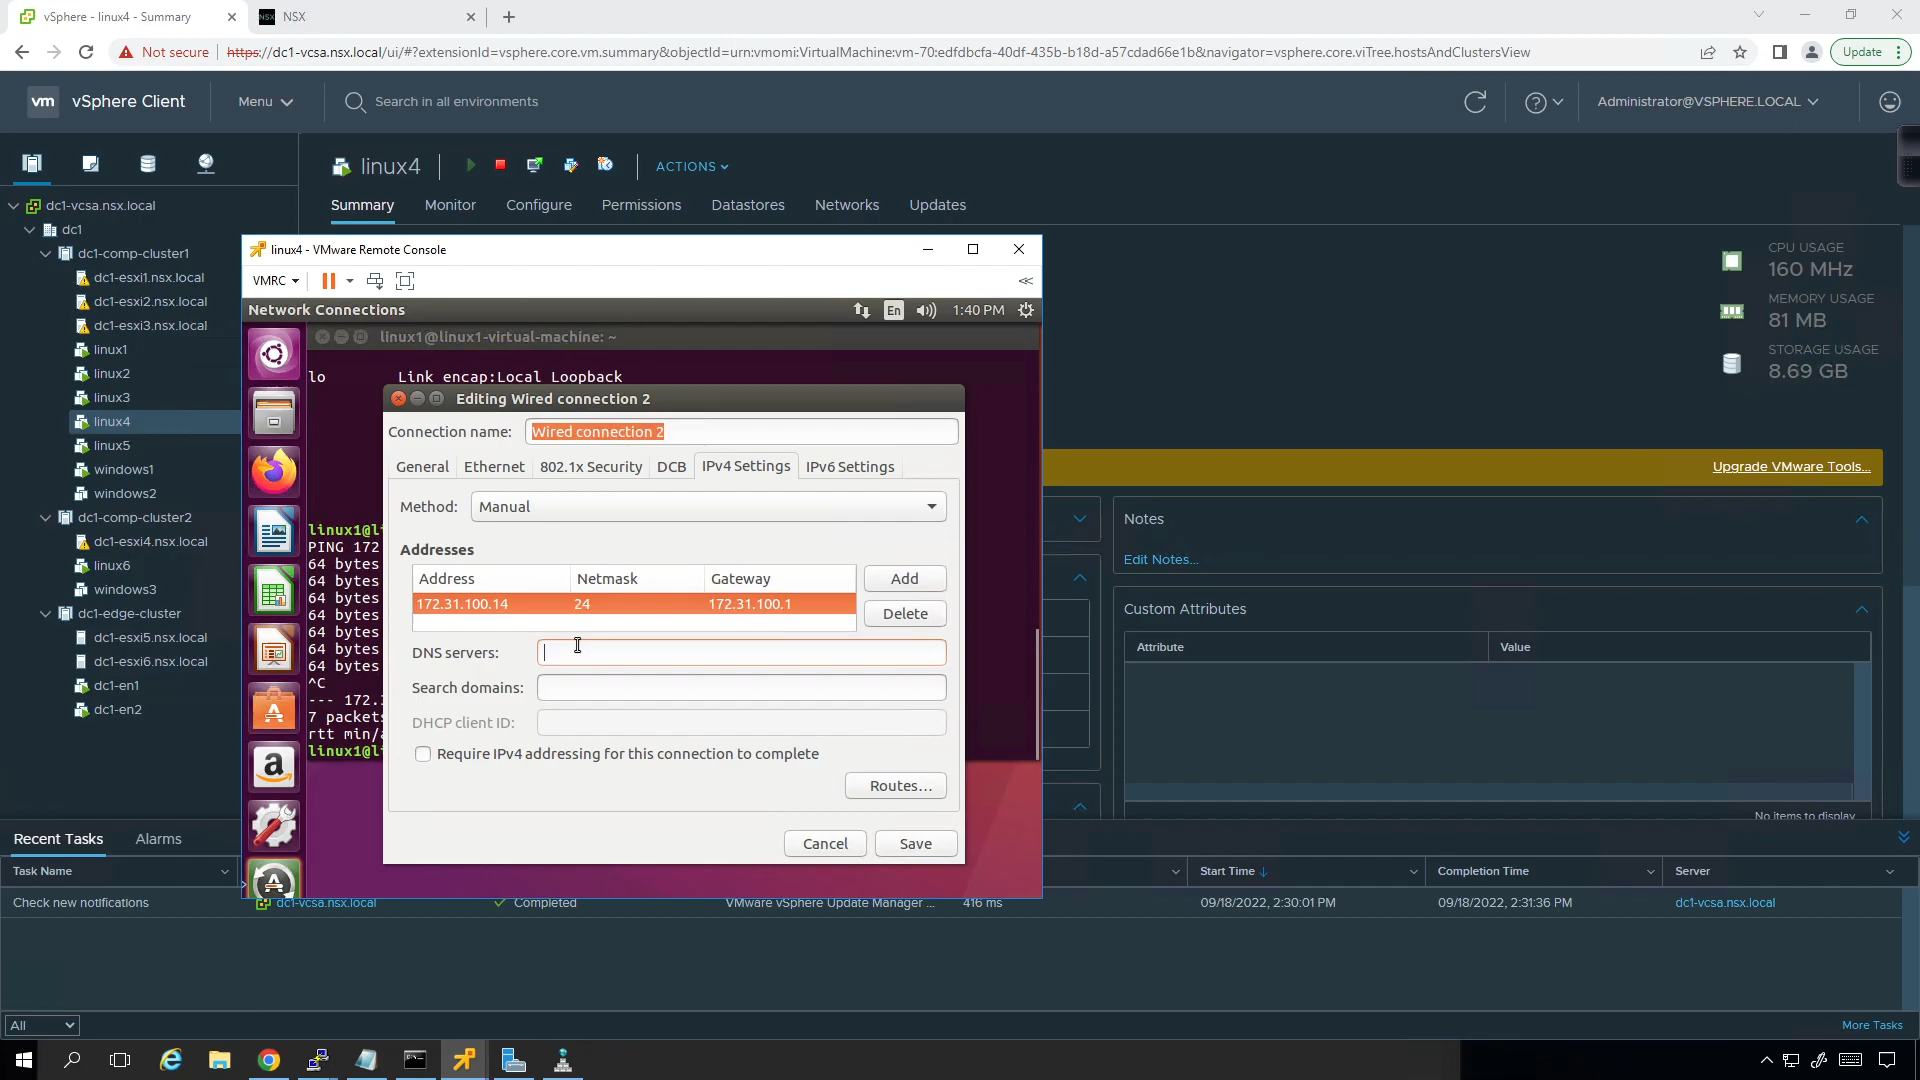 vSphere - linux4 - Summary
NSX
NSX
Not secure
https://dc1-vcsa.nsx.local/ui/#?extensionId=vsphere.core.vm.summary&objectId=urn:vmomi:VirtualMachine:vm-70:edfdbcfa-40df-435b-b18d-a57cdad66e1b&navigator=vsphere.core.viTree.hostsAndClustersView
Update
vm vSphere Client
Menu
Search in all environments
Administrator@VSPHERE.LOCAL
linux4
ACTIONS
Summary Monitor Configure Permissions Datastores Networks Updates
dc1-vcsa.nsx.local
dc1
dc1-comp-cluster1
dc1-esxi1.nsx.local
dc1-esxi2.nsx.local
dc1-esxi3.nsx.local
linux1
linux2
linux3
linux4
linux5
windows1
windows2
dc1-comp-cluster2
dc1-esxi4.nsx.local
linux6
windows3
dc1-edge-cluster
dc1-esxi5.nsx.local
dc1-esxi6.nsx.local
dc1-en1
dc1-en2
CPU USAGE
160 MHz
MEMORY USAGE
81 MB
STORAGE USAGE
8.69 GB
linux4 - VMware Remote Console
VMRC
Network Connections
En
1:40 PM
linux1@linux1-virtual-machine: ~
lo Link encap:Local Loopback
linux1@l
PING 172
64 bytes
64 bytes
64 bytes
64 bytes
64 bytes
64 bytes
64 bytes
^C
--- 172.
7 packets
rtt min/
linux1@l
Editing Wired connection 2
Connection name: Wired connection 2
General Ethernet 802.1x Security DCB IPv4 Settings IPv6 Settings
Method: Manual
Addresses
Address Netmask Gateway
172.31.100.14 24 172.31.100.1
Add
Delete
DNS servers:
Search domains:
DHCP client ID:
Require IPv4 addressing for this connection to complete
Routes…
Cancel
Save
Upgrade VMware Tools...
Notes
Edit Notes...
Custom Attributes
Attribute Value
No items to display
Recent Tasks Alarms
Task Name Start Time Completion Time Server
Check new notifications dc1-vcsa.nsx.local Completed VMware vSphere Update Manager ... 416 ms 09/18/2022, 2:30:01 PM 09/18/2022, 2:31:36 PM dc1-vcsa.nsx.local
All
More Tasks